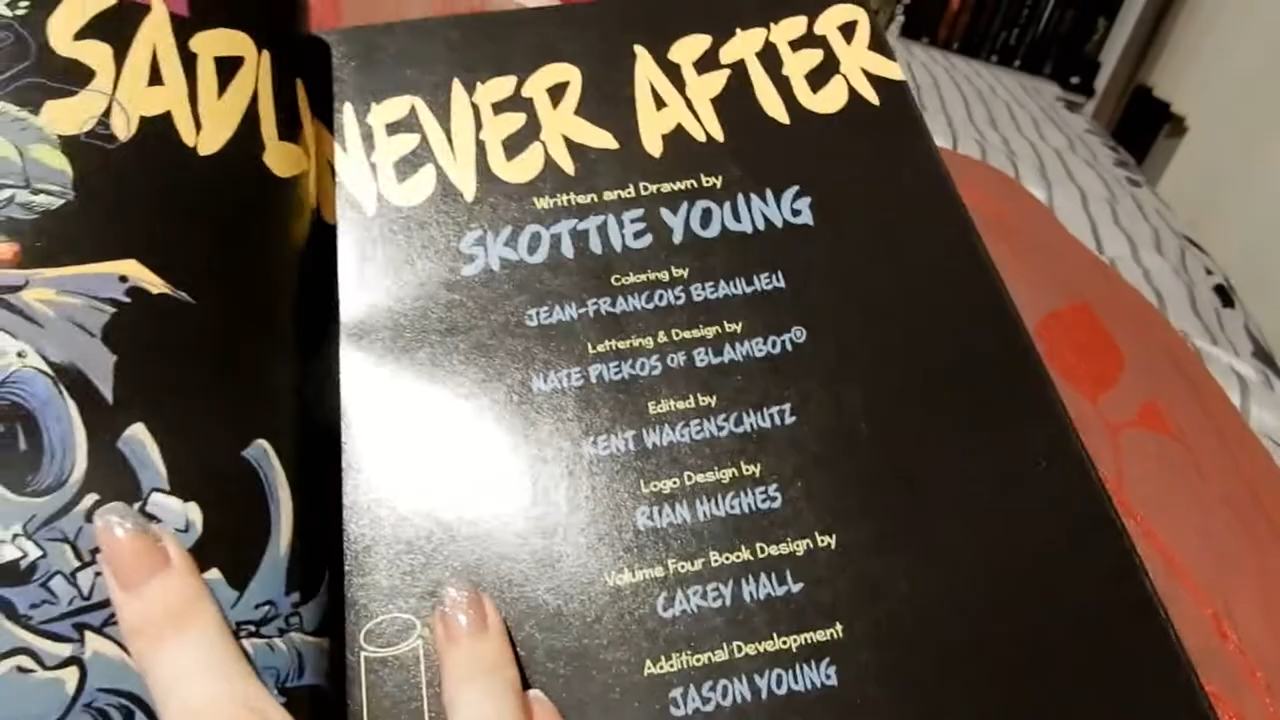 SADLY NEVER AFTER
Written and Drawn by
SKOTTIE YOUNG
Coloring by
JEAN-FRANCOIS BEAULIEU
Lettering & Design by
NATE PIEKOS OF BLAMBOT®
Edited by
KENT WAGENSCHUTZ
Logo Design by
RIAN HUGHES
Volume Four Book Design by
CAREY HALL
Additional Development
JASON YOUNG